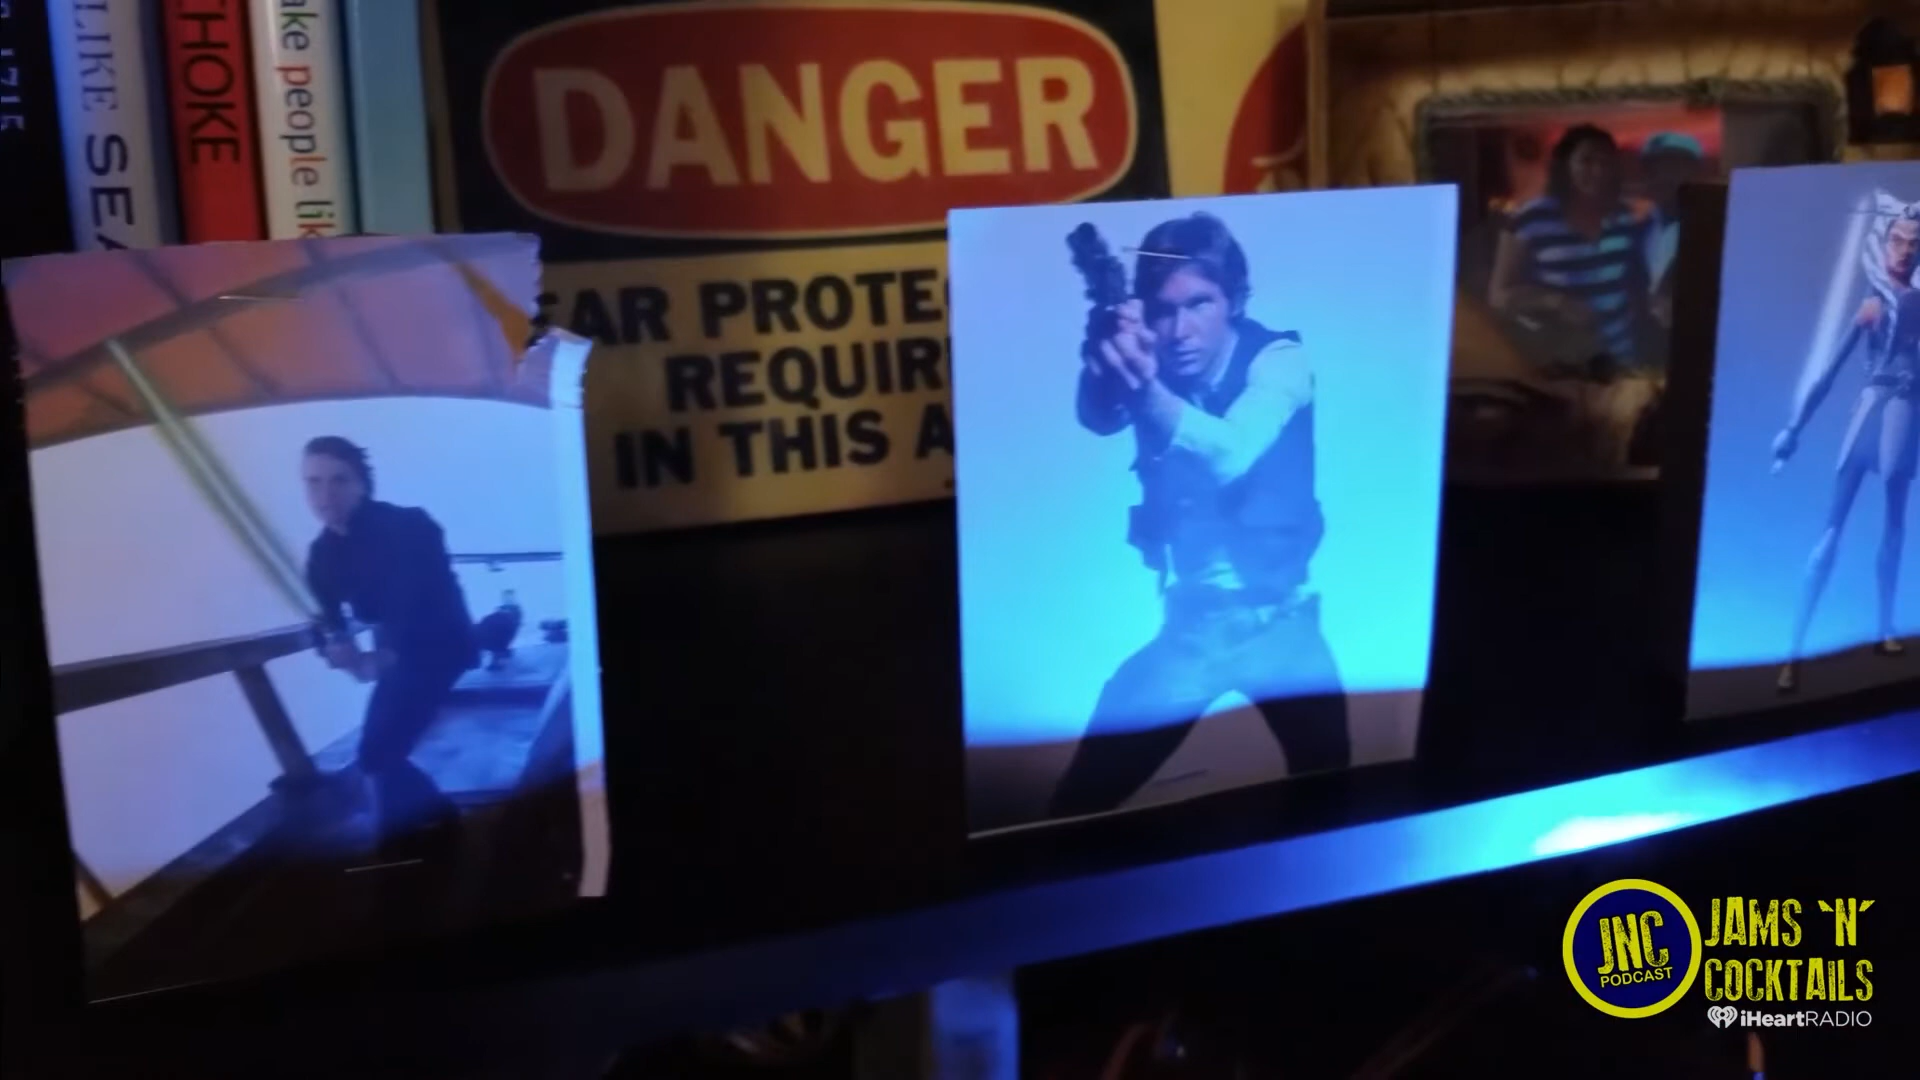 LIKE SEA
CHOKE
ake people lik
DANGER
EAR PROTEC
REQUIR
IN THIS A
JNC
PODCAST
JAMS 'N'
COCKTAILS
iHeartRADIO